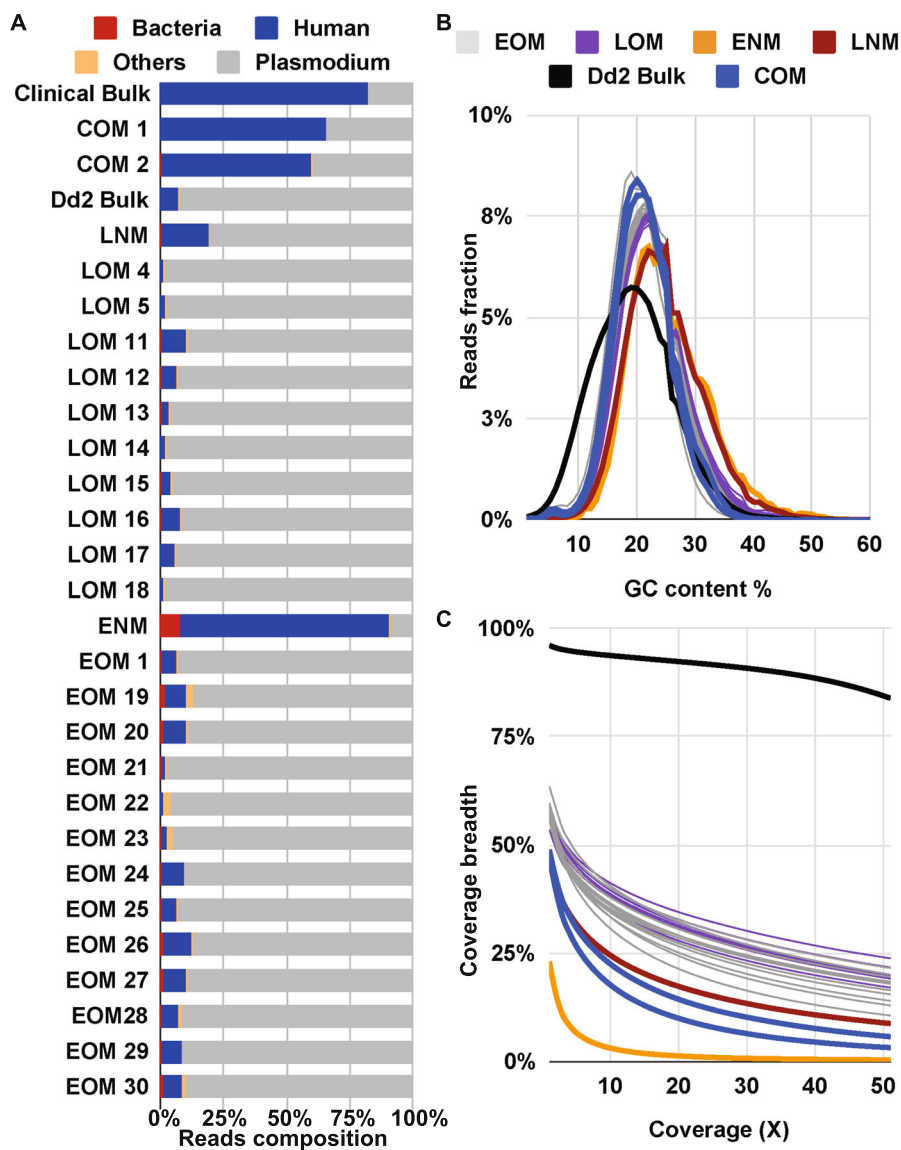 A
Bacteria Human
Others Plasmodium
Clinical Bulk
COM 1
COM 2
Dd2 Bulk
LNM
LOM 4
LOM 5
LOM 11
LOM 12
LOM 13
LOM 14
LOM 15
LOM 16
LOM 17
LOM 18
ENM
EOM 1
EOM 19
EOM 20
EOM 21
EOM 22
EOM 23
EOM 24
EOM 25
EOM 26
EOM 27
EOM28
EOM 29
EOM 30
0% 25% 50% 75% 100%
Reads composition
B
EOM LOM ENM LNM
Dd2 Bulk COM
10%
8%
5%
3%
0%
Reads fraction
10 20 30 40 50 60
GC content %
C
100%
75%
50%
25%
0%
Coverage breadth
10 20 30 40 50
Coverage (X)